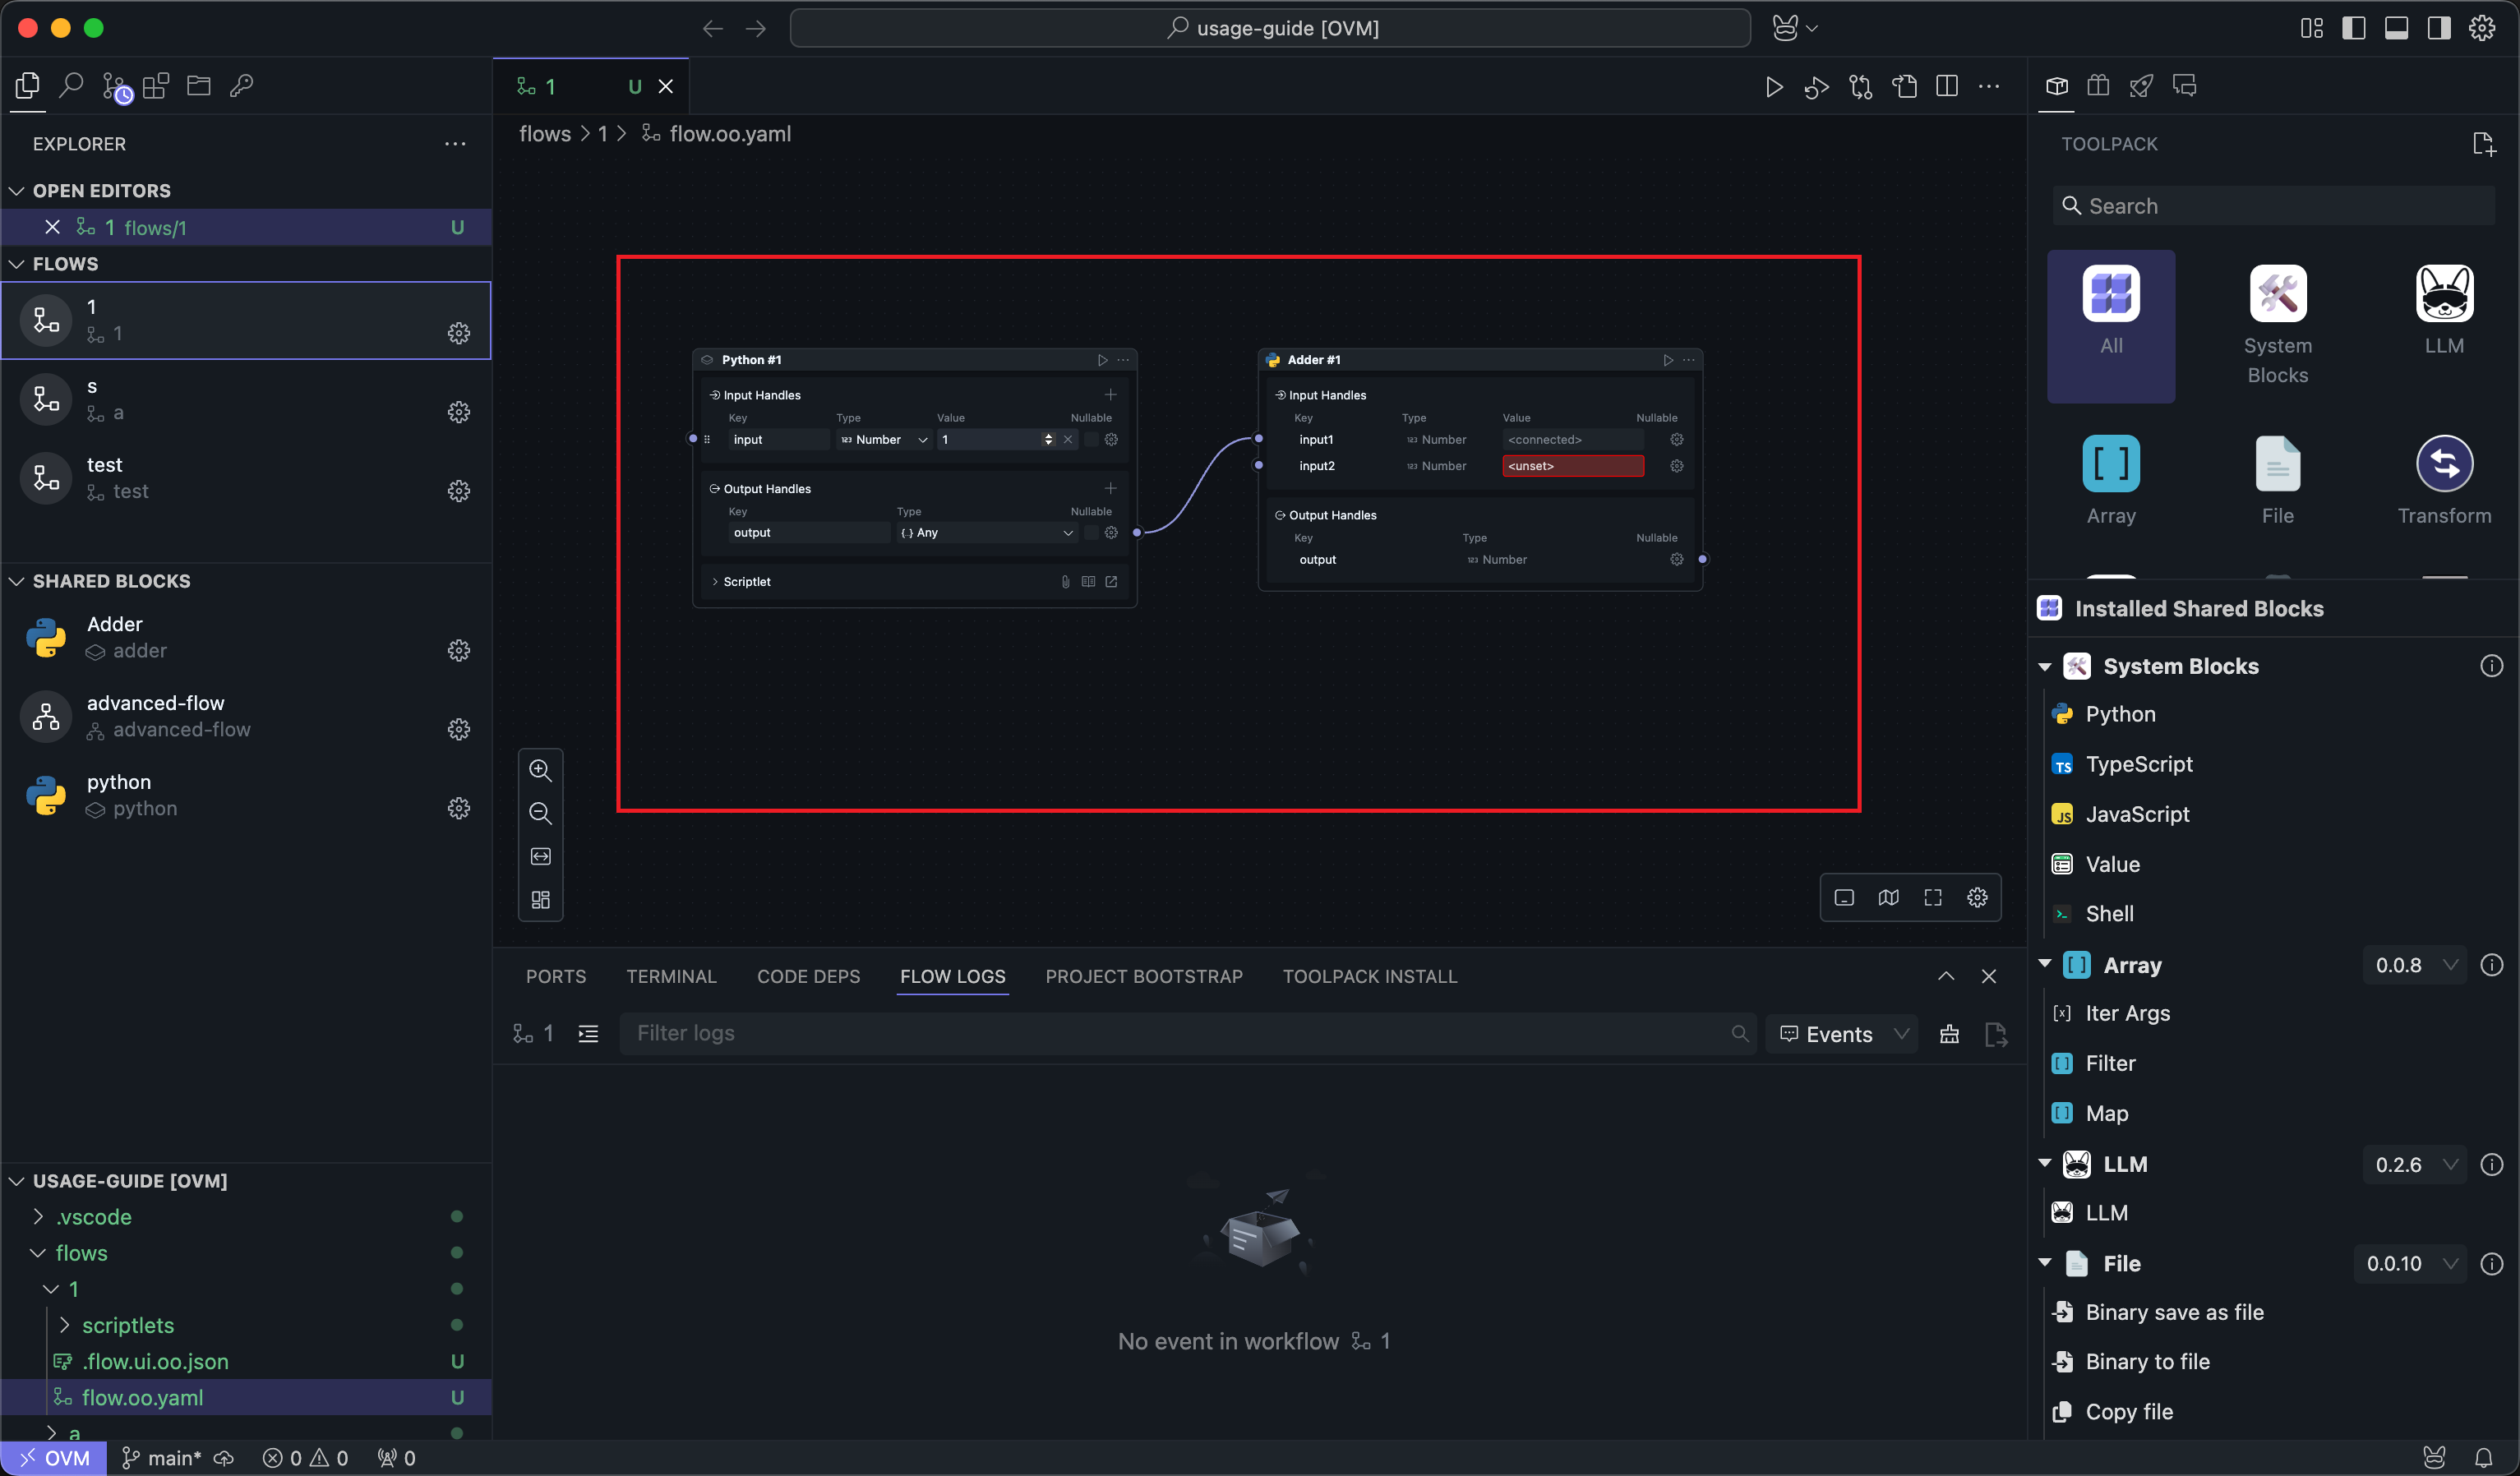 usage-guide [OVM]
EXPLORER
OPEN EDITORS
1 flows/1 U
FLOWS
1
1
s
a
test
test
SHARED BLOCKS
Adder
adder
advanced-flow
advanced-flow
python
python
USAGE-GUIDE [OVM]
.vscode
flows
1
scriptlets
.flow.ui.oo.json U
flow.oo.yaml U
a
1 U
flows > 1 > flow.oo.yaml
Python #1
Input Handles
Key Type Value Nullable
input 123 Number 1
Output Handles
Key Type Nullable
output {..} Any
Scriptlet
Adder #1
Input Handles
Key Type Value Nullable
input1 123 Number <connected>
input2 123 Number <unset>
Output Handles
Key Type Nullable
output 123 Number
PORTS TERMINAL CODE DEPS FLOW LOGS PROJECT BOOTSTRAP TOOLPACK INSTALL
1 Filter logs Events
No event in workflow 1
TOOLPACK
Search
All
System Blocks
LLM
Array
File
Transform
Installed Shared Blocks
System Blocks
Python
TS TypeScript
JS JavaScript
Value
Shell
Array 0.0.8
[x] Iter Args
Filter
Map
LLM 0.2.6
LLM
File 0.0.10
Binary save as file
Binary to file
Copy file
OVM main* 0 0 0